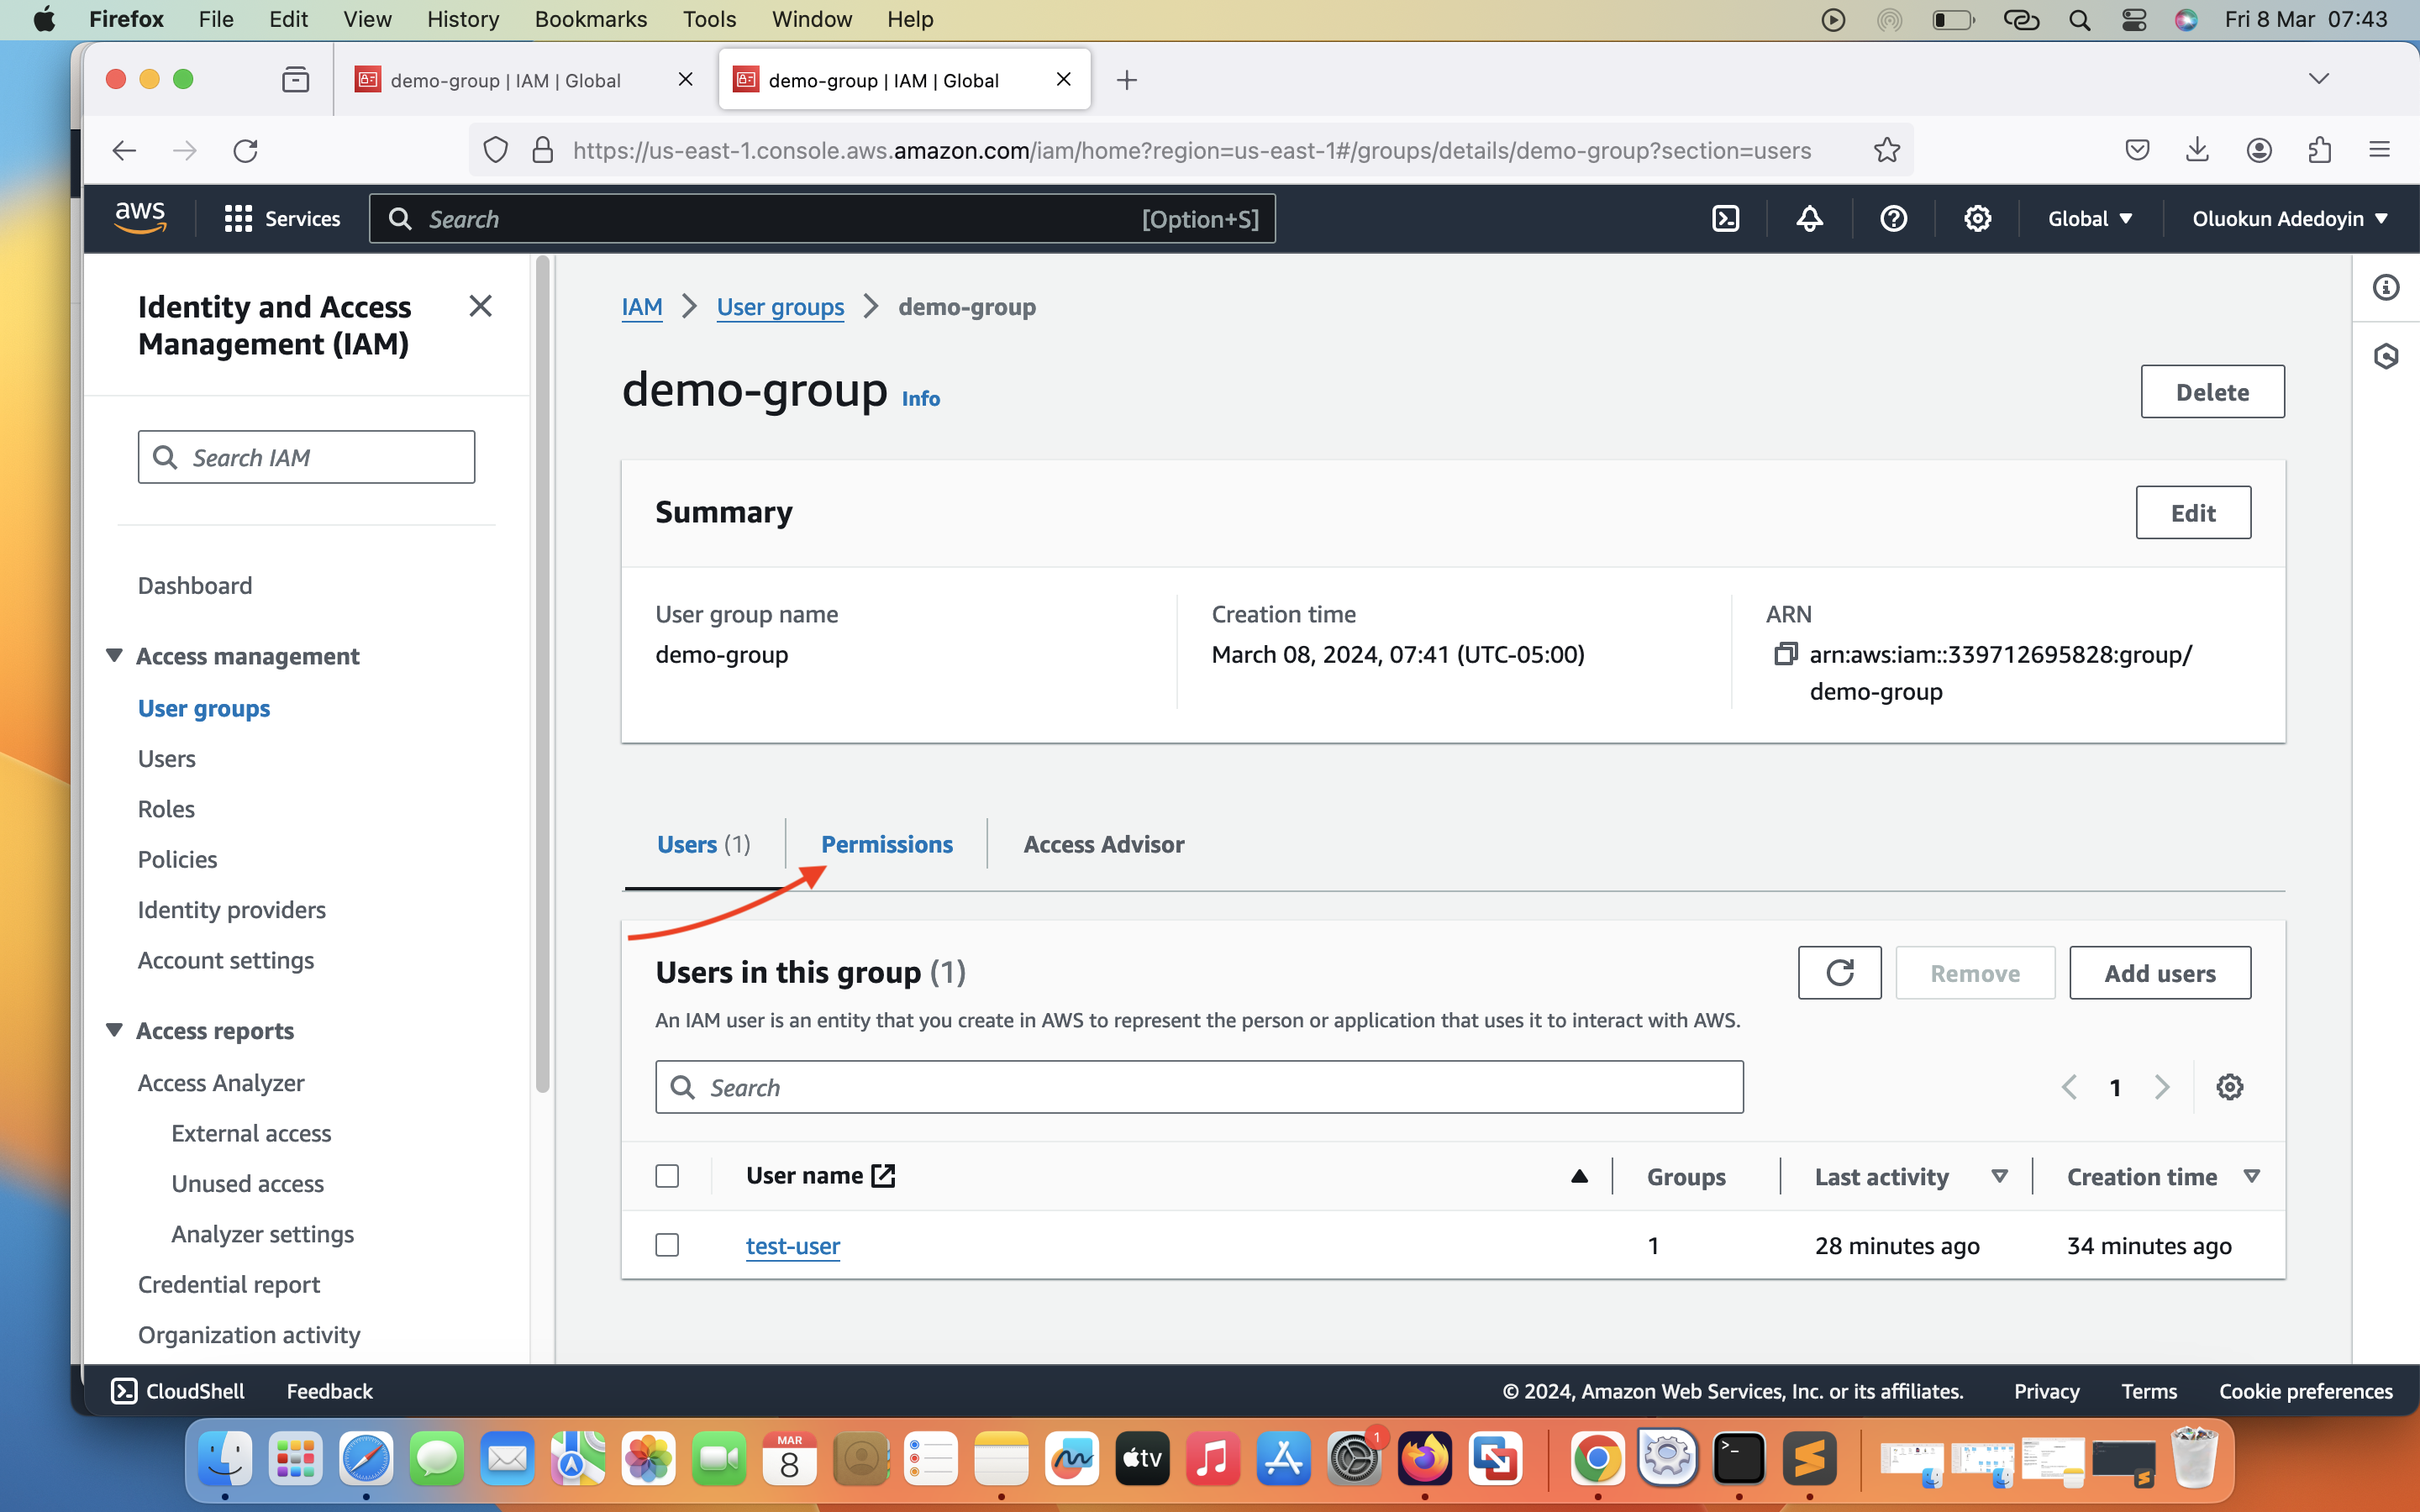 Firefox File Edit View History Bookmarks Tools Window Help Fri 8 Mar 07:43
demo-group | IAM | Global demo-group | IAM | Global
https://us-east-1.console.aws.amazon.com/iam/home?region=us-east-1#/groups/details/demo-group?section=users
aws Services Search [Option+S] Global Oluokun Adedoyin
Identity and Access
Management (IAM)
Search IAM
Dashboard
Access management
User groups
Users
Roles
Policies
Identity providers
Account settings
Access reports
Access Analyzer
External access
Unused access
Analyzer settings
Credential report
Organization activity
IAM User groups demo-group
demo-group Info
Delete
Summary
Edit
User group name
demo-group
Creation time
March 08, 2024, 07:41 (UTC-05:00)
ARN
arn:aws:iam::339712695828:group/
demo-group
Users (1) Permissions Access Advisor
Users in this group (1)
Remove Add users
An IAM user is an entity that you create in AWS to represent the person or application that uses it to interact with AWS.
Search
1
User name Groups Last activity Creation time
test-user 1 28 minutes ago 34 minutes ago
CloudShell Feedback © 2024, Amazon Web Services, Inc. or its affiliates. Privacy Terms Cookie preferences
MAR
8
tv
1